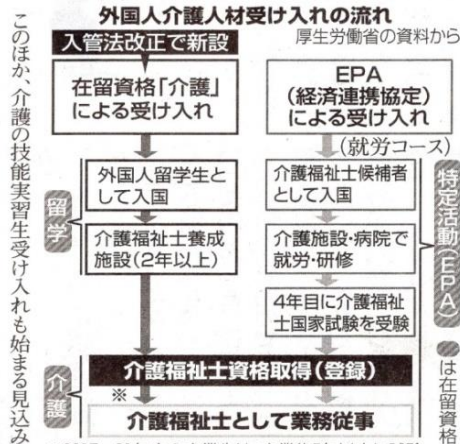 外国人介護人材受け入れの流れ
厚生労働省の資料から
入管法改正で新設
在留資格「介護」
による受け入れ
外国人留学生と
して入国
介護福祉士養成
施設(2年以上)
留学
EPA
(経済連携協定)
による受け入れ
(就労コース)
介護福祉士候補者
として入国
介護施設・病院で
就労・研修
4年目に介護福祉
士国家試験を受験
特定活動(EPA)
介護福祉士資格取得(登録)
※
介護福祉士として業務従事
介護
は在留資格
このほか、介護の技能実習生受け入れも始まる見込み